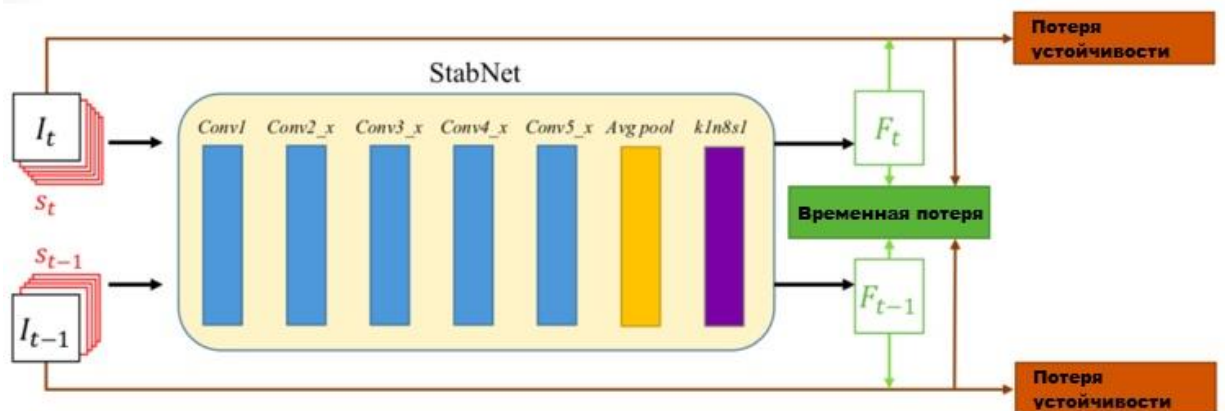 Потеря
устойчивости
StabNet
Conv1 Conv2_x Conv3_x Conv4_x Conv5_x Avg pool k1n8s1
I_t
s_t
F_t
Временная потеря
s_{t-1}
I_{t-1}
F_{t-1}
Потеря
устойчивости